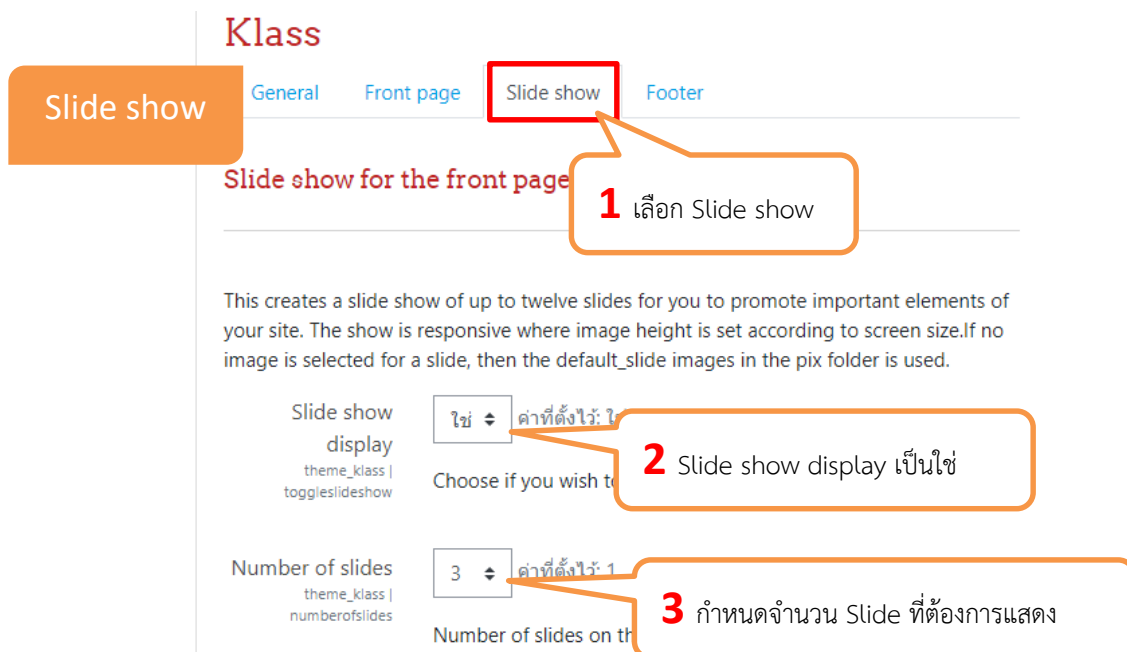 Klass
Slide show
General Front page Slide show Footer
Slide show for the front page
1 เลือก Slide show
This creates a slide show of up to twelve slides for you to promote important elements of
your site. The show is responsive where image height is set according to screen size.If no
image is selected for a slide, then the default_slide images in the pix folder is used.
Slide show
display
theme_klass |
toggleslideshow
ใช่ ค่าที่ตั้งไว้:
Choose if you wish
2 Slide show display เป็นใช่
Number of slides
theme_klass |
numberofslides
3 ค่าที่ตั้งไว้: 1
Number of slides on
3 กำหนดจำนวน Slide ที่ต้องการแสดง